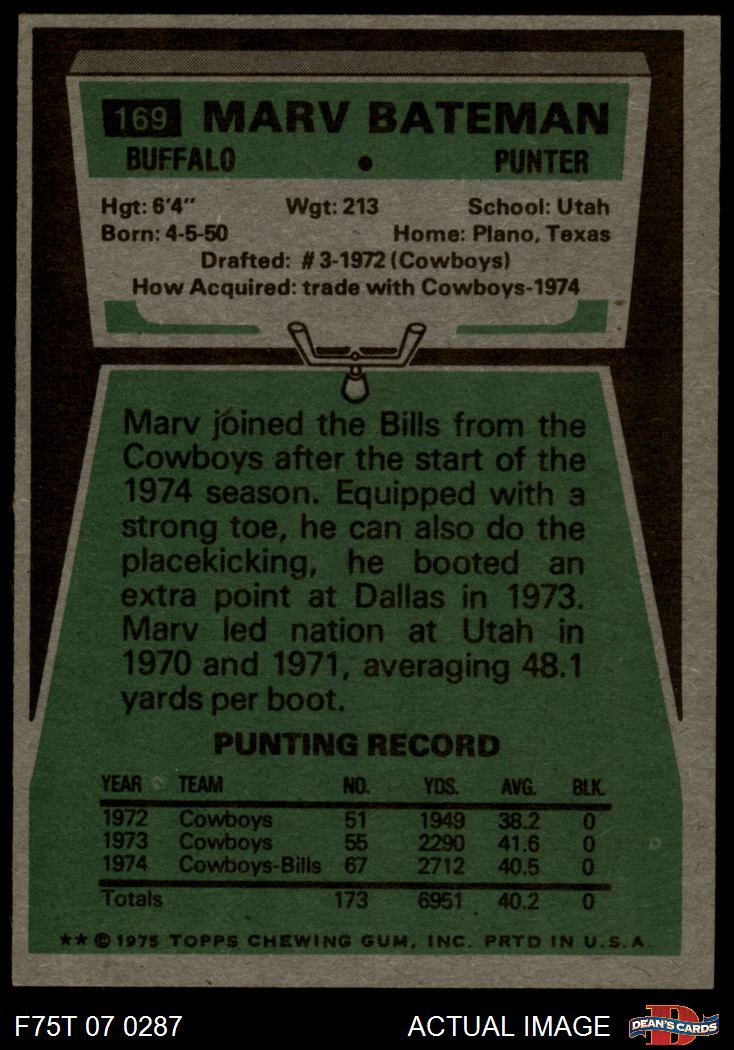 169 MARV BATEMAN
BUFFALO • PUNTER
Hgt: 6'4" Wgt: 213 School: Utah
Born: 4-5-50 Home: Plano, Texas
Drafted: #3-1972 (Cowboys)
How Acquired: trade with Cowboys-1974
Marv joined the Bills from the
Cowboys after the start of the
1974 season. Equipped with a
strong toe, he can also do the
placekicking, he booted an
extra point at Dallas in 1973.
Marv led nation at Utah in
1970 and 1971, averaging 48.1
yards per boot.
PUNTING RECORD
YEAR TEAM NO. YDS. AVG. BLK.
1972 Cowboys 51 1949 38.2 0
1973 Cowboys 55 2290 41.6 0
1974 Cowboys-Bills 67 2712 40.5 0
Totals 173 6951 40.2 0
★★ © 1975 TOPPS CHEWING GUM, INC. PRTD IN U.S.A.
F75T 07 0287 ACTUAL IMAGE D DEAN'S CARDS